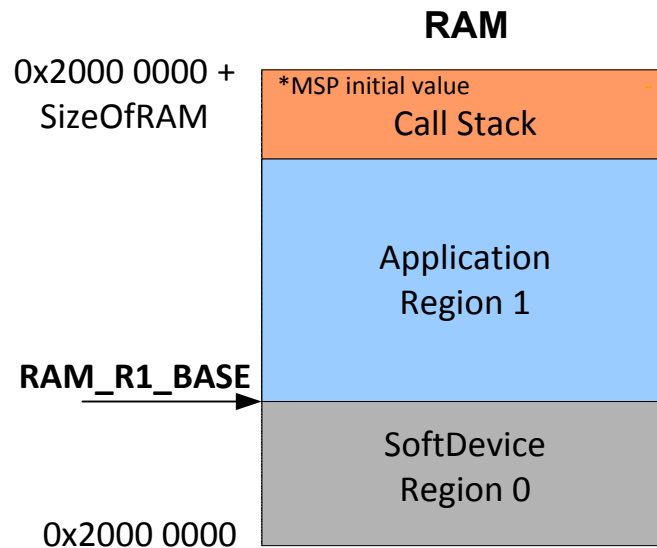 RAM
0x2000 0000 +
SizeOfRAM
*MSP initial value
Call Stack
Application
Region 1
RAM_R1_BASE
SoftDevice
Region 0
0x2000 0000